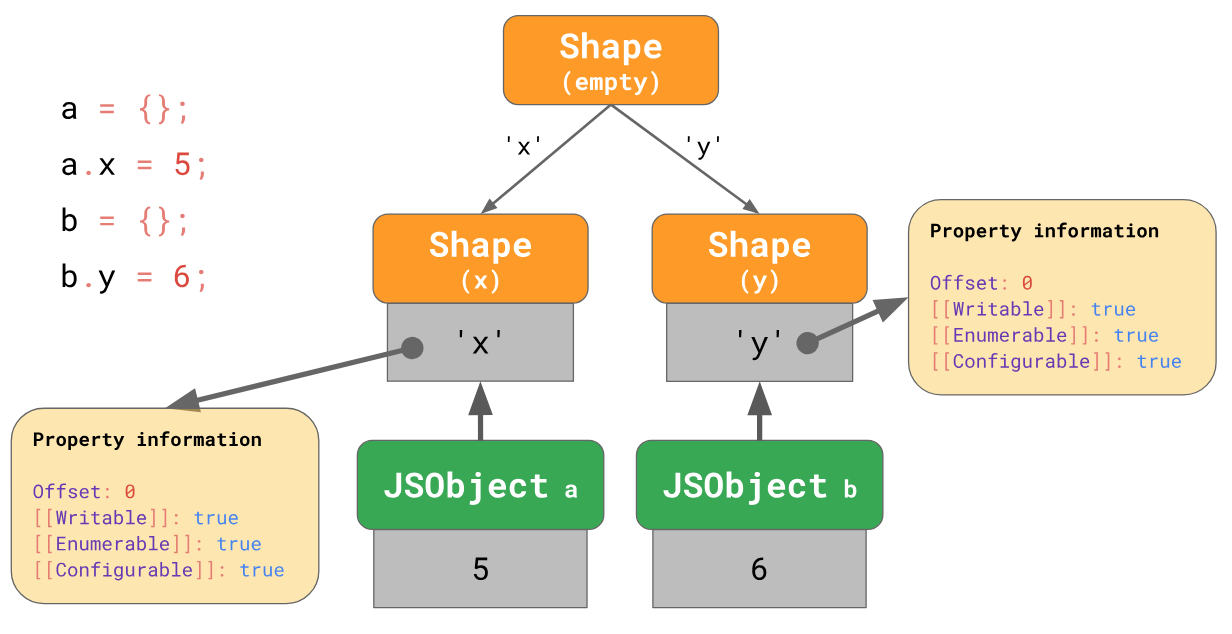 Shape
(empty)
a = {};
a.x = 5;
b = {};
b.y = 6;
'x'
'y'
Shape
(x)
'x'
Shape
(y)
'y'
Property information
Offset: 0
[[Writable]]: true
[[Enumerable]]: true
[[Configurable]]: true
Property information
Offset: 0
[[Writable]]: true
[[Enumerable]]: true
[[Configurable]]: true
JSObject a
5
JSObject b
6